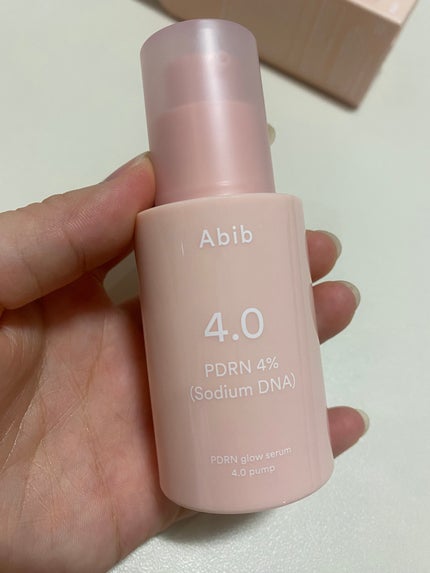 Abib
4.0
PDRN 4%
(Sodium DNA)
PDRN glow serum
4.0 pump